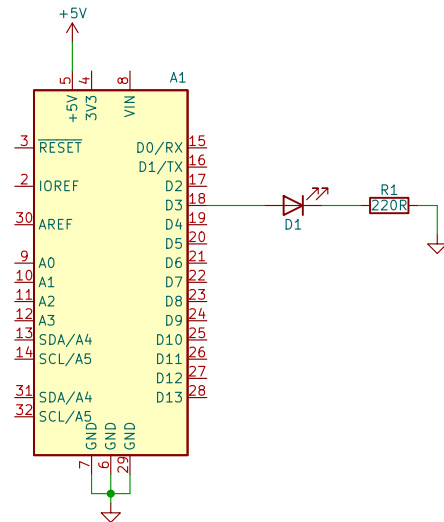 +5V
5 4 8 A1
+5V 3V3 VIN
3 RESET D0/RX 15
D1/TX 16
2 IOREF D2 17
D3 18
30 AREF D4 19
D5 20
9 A0 D6 21
10 A1 D7 22
11 A2 D8 23
12 A3 D9 24
13 SDA/A4 D10 25
14 SCL/A5 D11 26
D12 27
31 SDA/A4 D13 28
32 SCL/A5
GND GND GND
7 6 29
D1
R1
220R